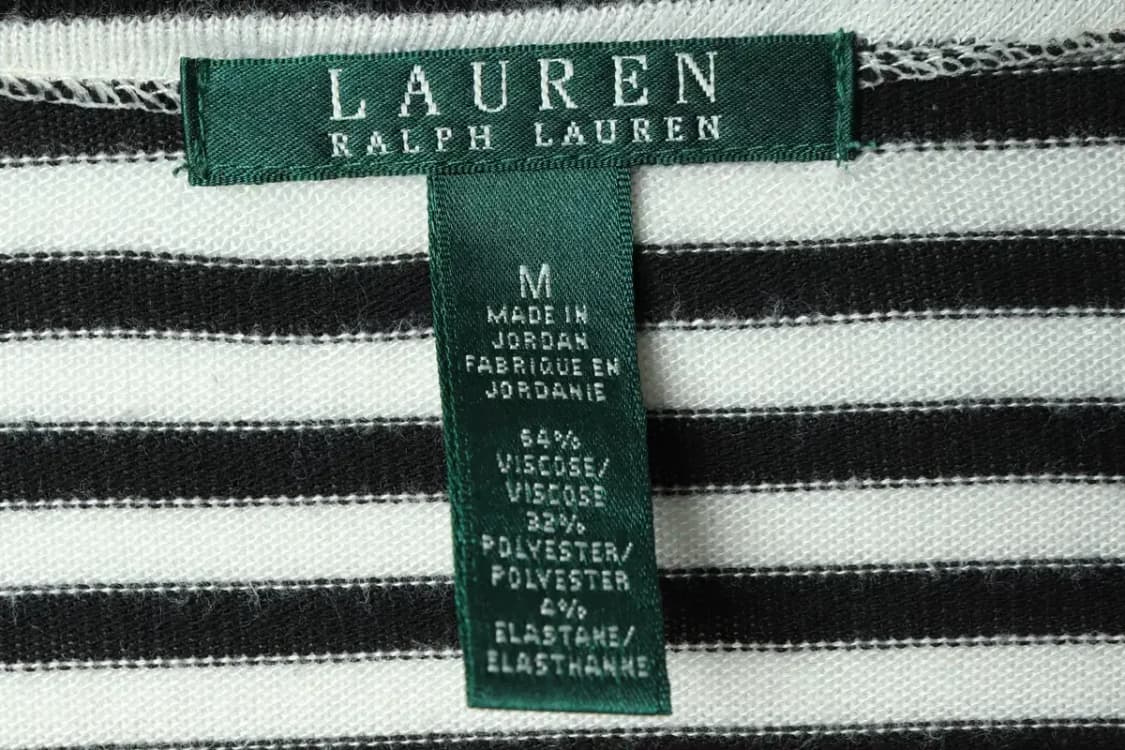 LAUREN
RALPH LAUREN
M
MADE IN
JORDAN
FABRIQUE EN
JORDANIE
64%
VISCOSE/
VISCOSE
32%
POLYESTER/
POLYESTER
4%
ELASTANE/
ELASTHANNE